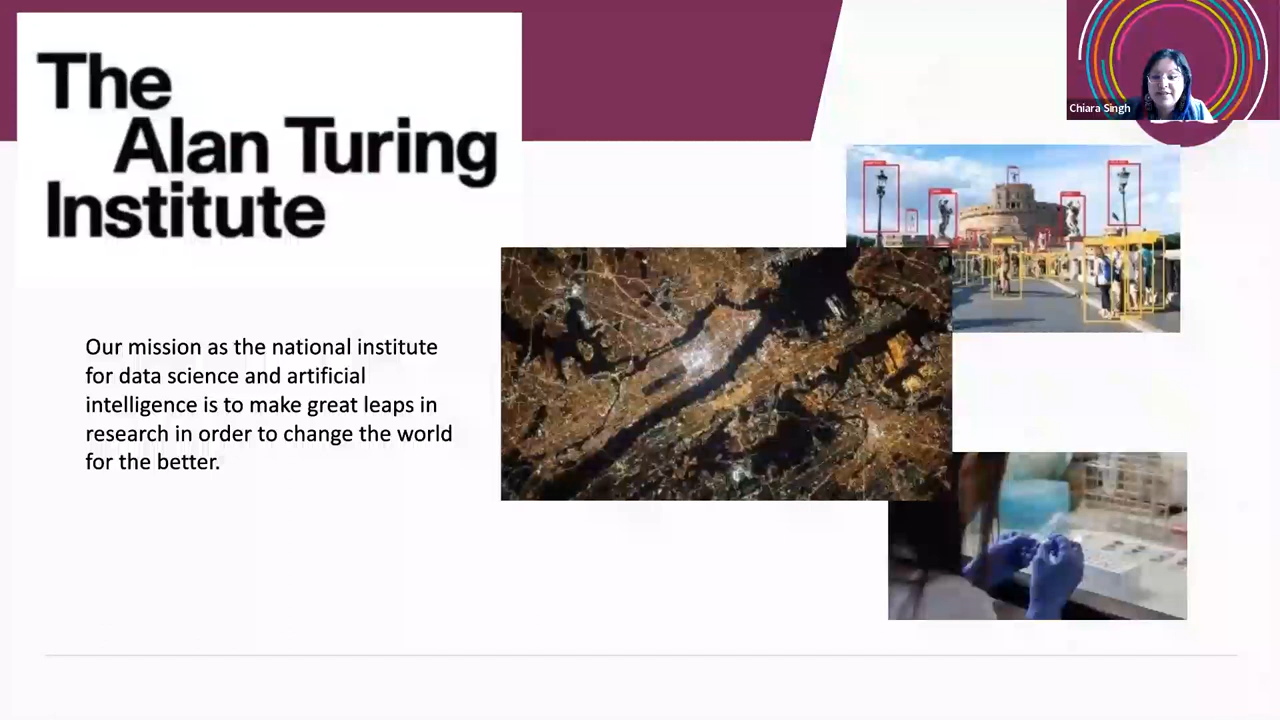 The
Alan Turing
Institute
Chiara Singh
Our mission as the national institute
for data science and artificial
intelligence is to make great leaps in
research in order to change the world
for the better.